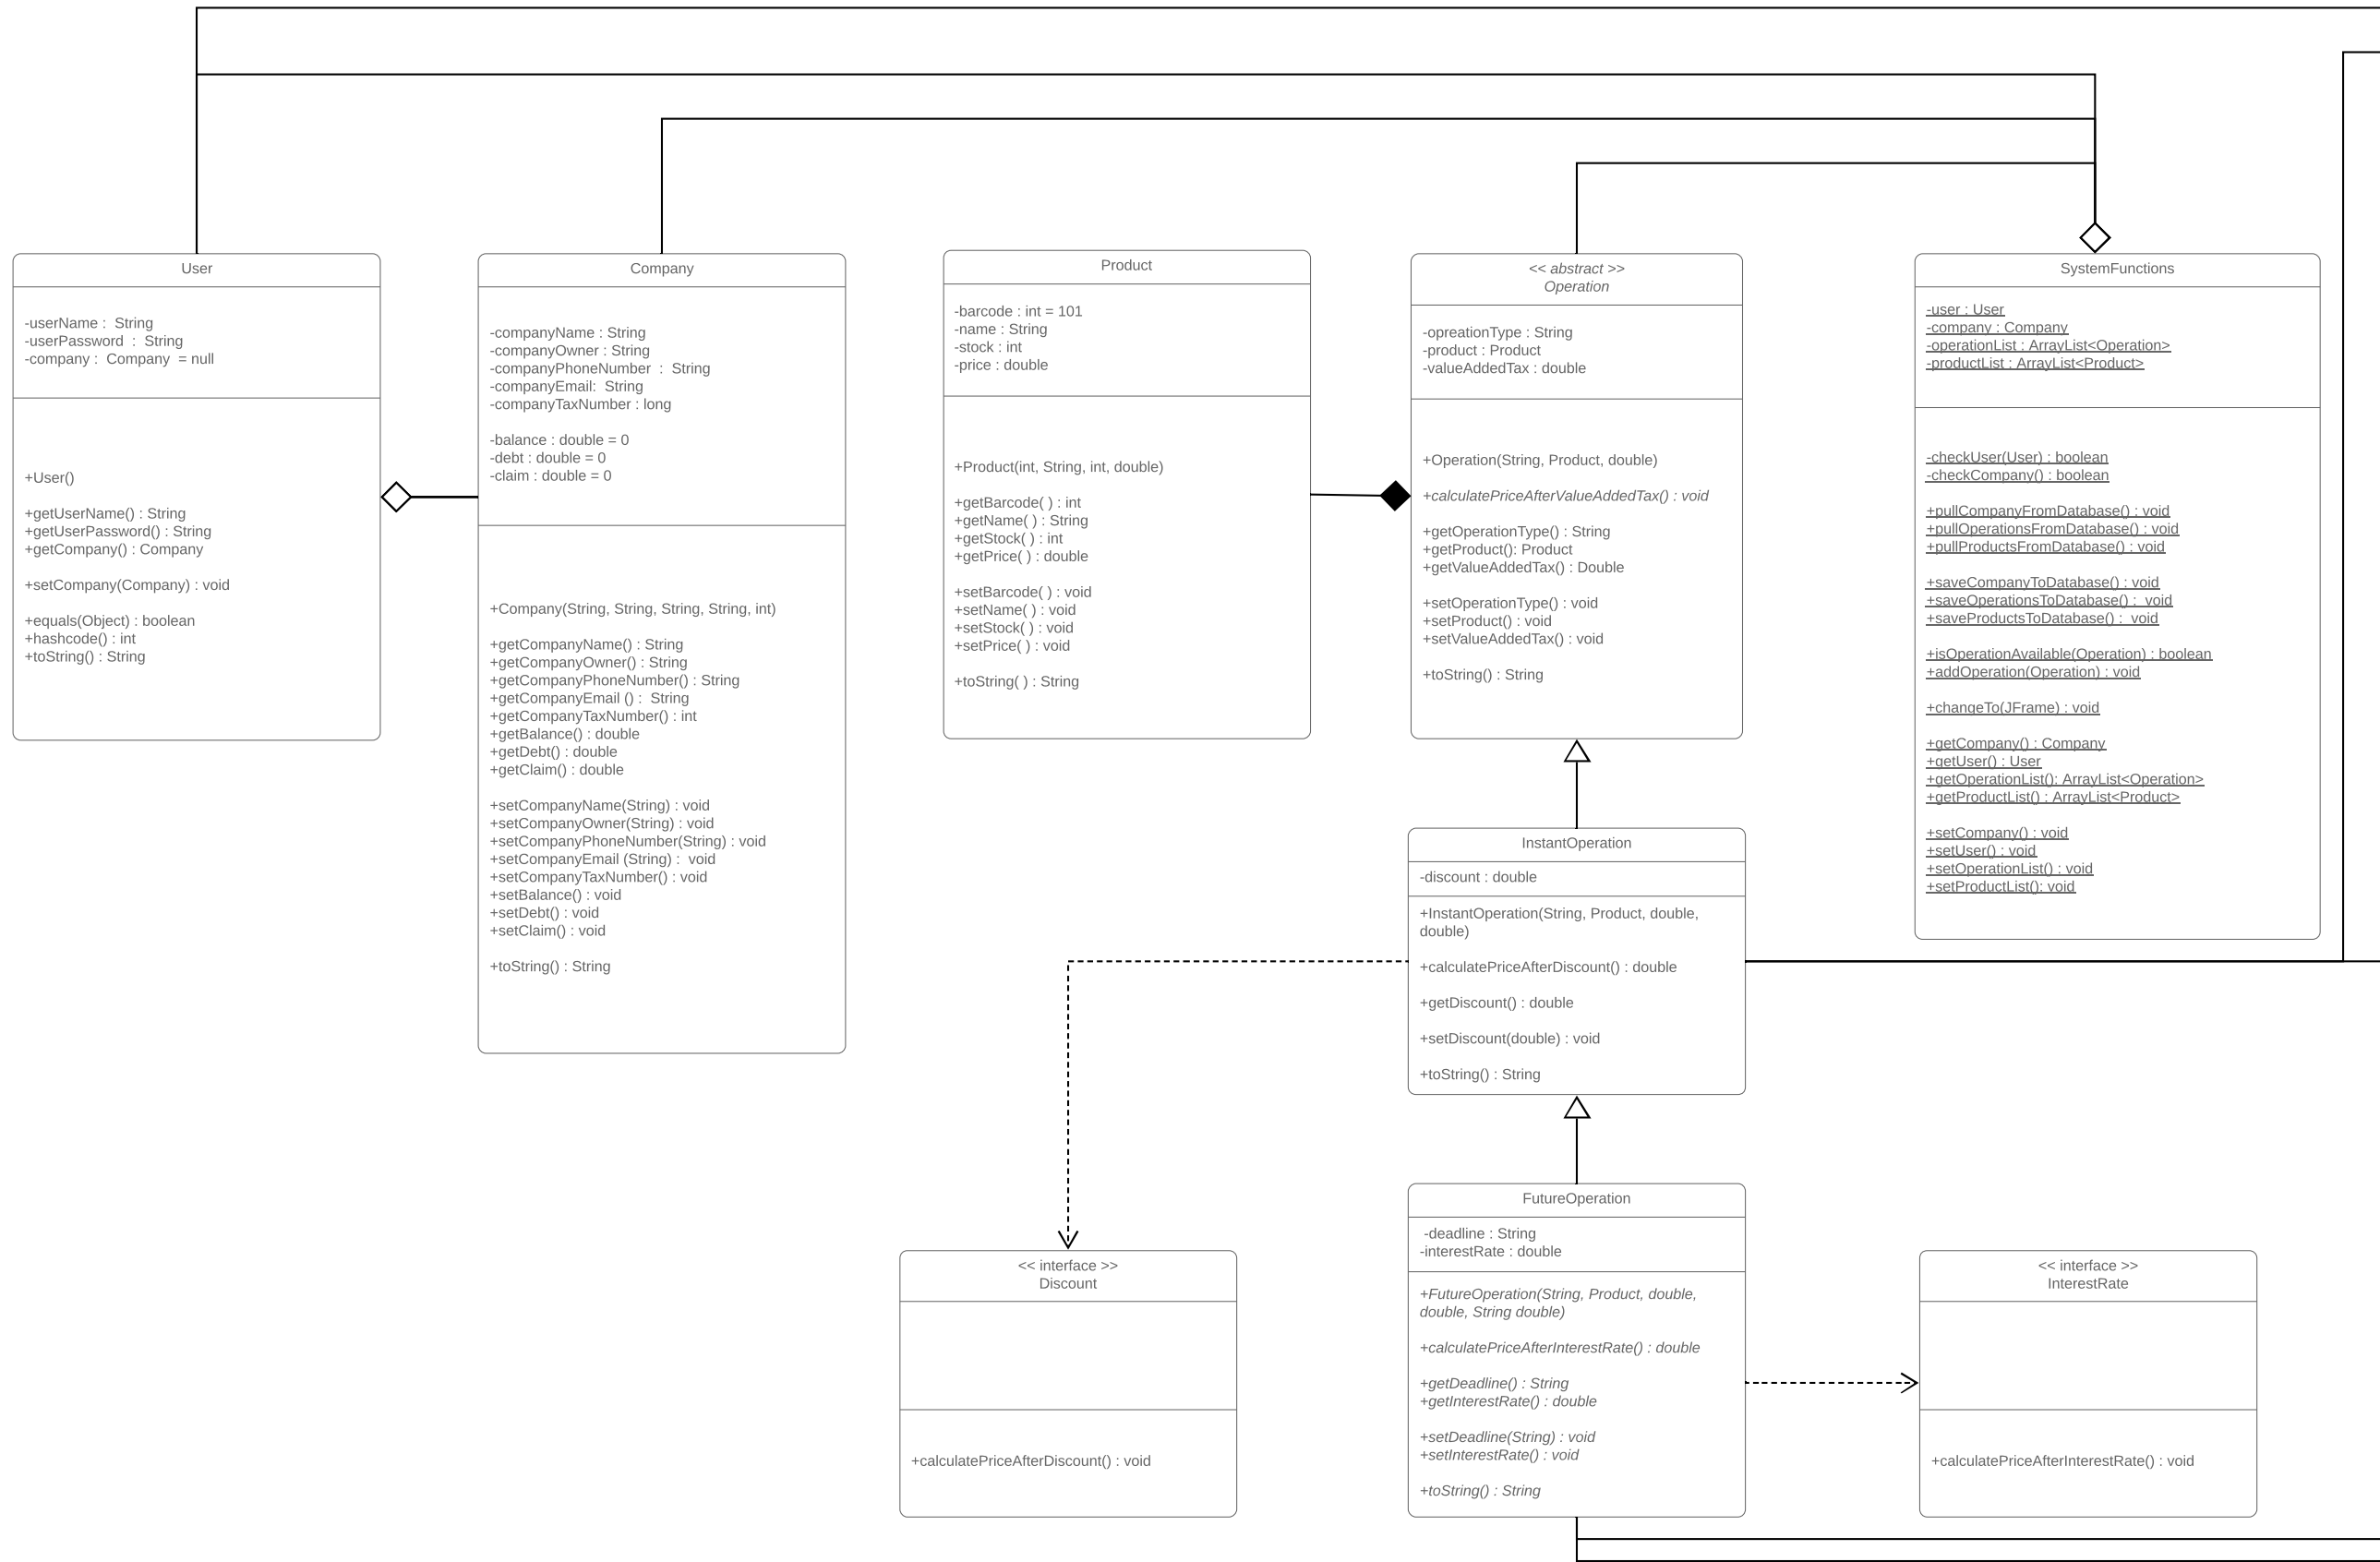 User
-userName :  String
-userPassword  :  String
-company :  Company  = null
+User()
+getUserName() : String
+getUserPassword() : String
+getCompany() : Company
+setCompany(Company) : void
+equals(Object) : boolean
+hashcode() : int
+toString() : String
Company
-companyName : String
-companyOwner : String
-companyPhoneNumber  :  String
-companyEmail:  String
-companyTaxNumber : long
-balance : double = 0
-debt : double = 0
-claim : double = 0
+Company(String, String, String, String, int)
+getCompanyName() : String
+getCompanyOwner() : String
+getCompanyPhoneNumber() : String
+getCompanyEmail () :  String
+getCompanyTaxNumber() : int
+getBalance() : double
+getDebt() : double
+getClaim() : double
+setCompanyName(String) : void
+setCompanyOwner(String) : void
+setCompanyPhoneNumber(String) : void
+setCompanyEmail (String) :  void
+setCompanyTaxNumber() : void
+setBalance() : void
+setDebt() : void
+setClaim() : void
+toString() : String
Product
-barcode : int = 101
-name : String
-stock : int
-price : double
+Product(int, String, int, double)
+getBarcode( ) : int
+getName( ) : String
+getStock( ) : int
+getPrice( ) : double
+setBarcode( ) : void
+setName( ) : void
+setStock( ) : void
+setPrice( ) : void
+toString( ) : String
<< abstract >>
Operation
-opreationType : String
-product : Product
-valueAddedTax : double
+Operation(String, Product, double)
+calculatePriceAfterValueAddedTax() : void
+getOperationType() : String
+getProduct(): Product
+getValueAddedTax() : Double
+setOperationType() : void
+setProduct() : void
+setValueAddedTax() : void
+toString() : String
SystemFunctions
-user : User
-company : Company
-operationList : ArrayList<Operation>
-productList : ArrayList<Product>
-checkUser(User) : boolean
-checkCompany() : boolean
+pullCompanyFromDatabase() : void
+pullOperationsFromDatabase() : void
+pullProductsFromDatabase() : void
+saveCompanyToDatabase() : void
+saveOperationsToDatabase() :  void
+saveProductsToDatabase() :  void
+isOperationAvailable(Operation) : boolean
+addOperation(Operation) : void
+changeTo(JFrame) : void
+getCompany() : Company
+getUser() : User
+getOperationList(): ArrayList<Operation>
+getProductList() : ArrayList<Product>
+setCompany() : void
+setUser() : void
+setOperationList() : void
+setProductList(): void
InstantOperation
-discount : double
+InstantOperation(String, Product, double,
double)
+calculatePriceAfterDiscount() : double
+getDiscount() : double
+setDiscount(double) : void
+toString() : String
<< interface >>
Discount
+calculatePriceAfterDiscount() : void
FutureOperation
-deadline : String
-interestRate : double
+FutureOperation(String, Product, double,
double, String double)
+calculatePriceAfterInterestRate() : double
+getDeadline() : String
+getInterestRate() : double
+setDeadline(String) : void
+setInterestRate() : void
+toString() : String
<< interface >>
InterestRate
+calculatePriceAfterInterestRate() : void